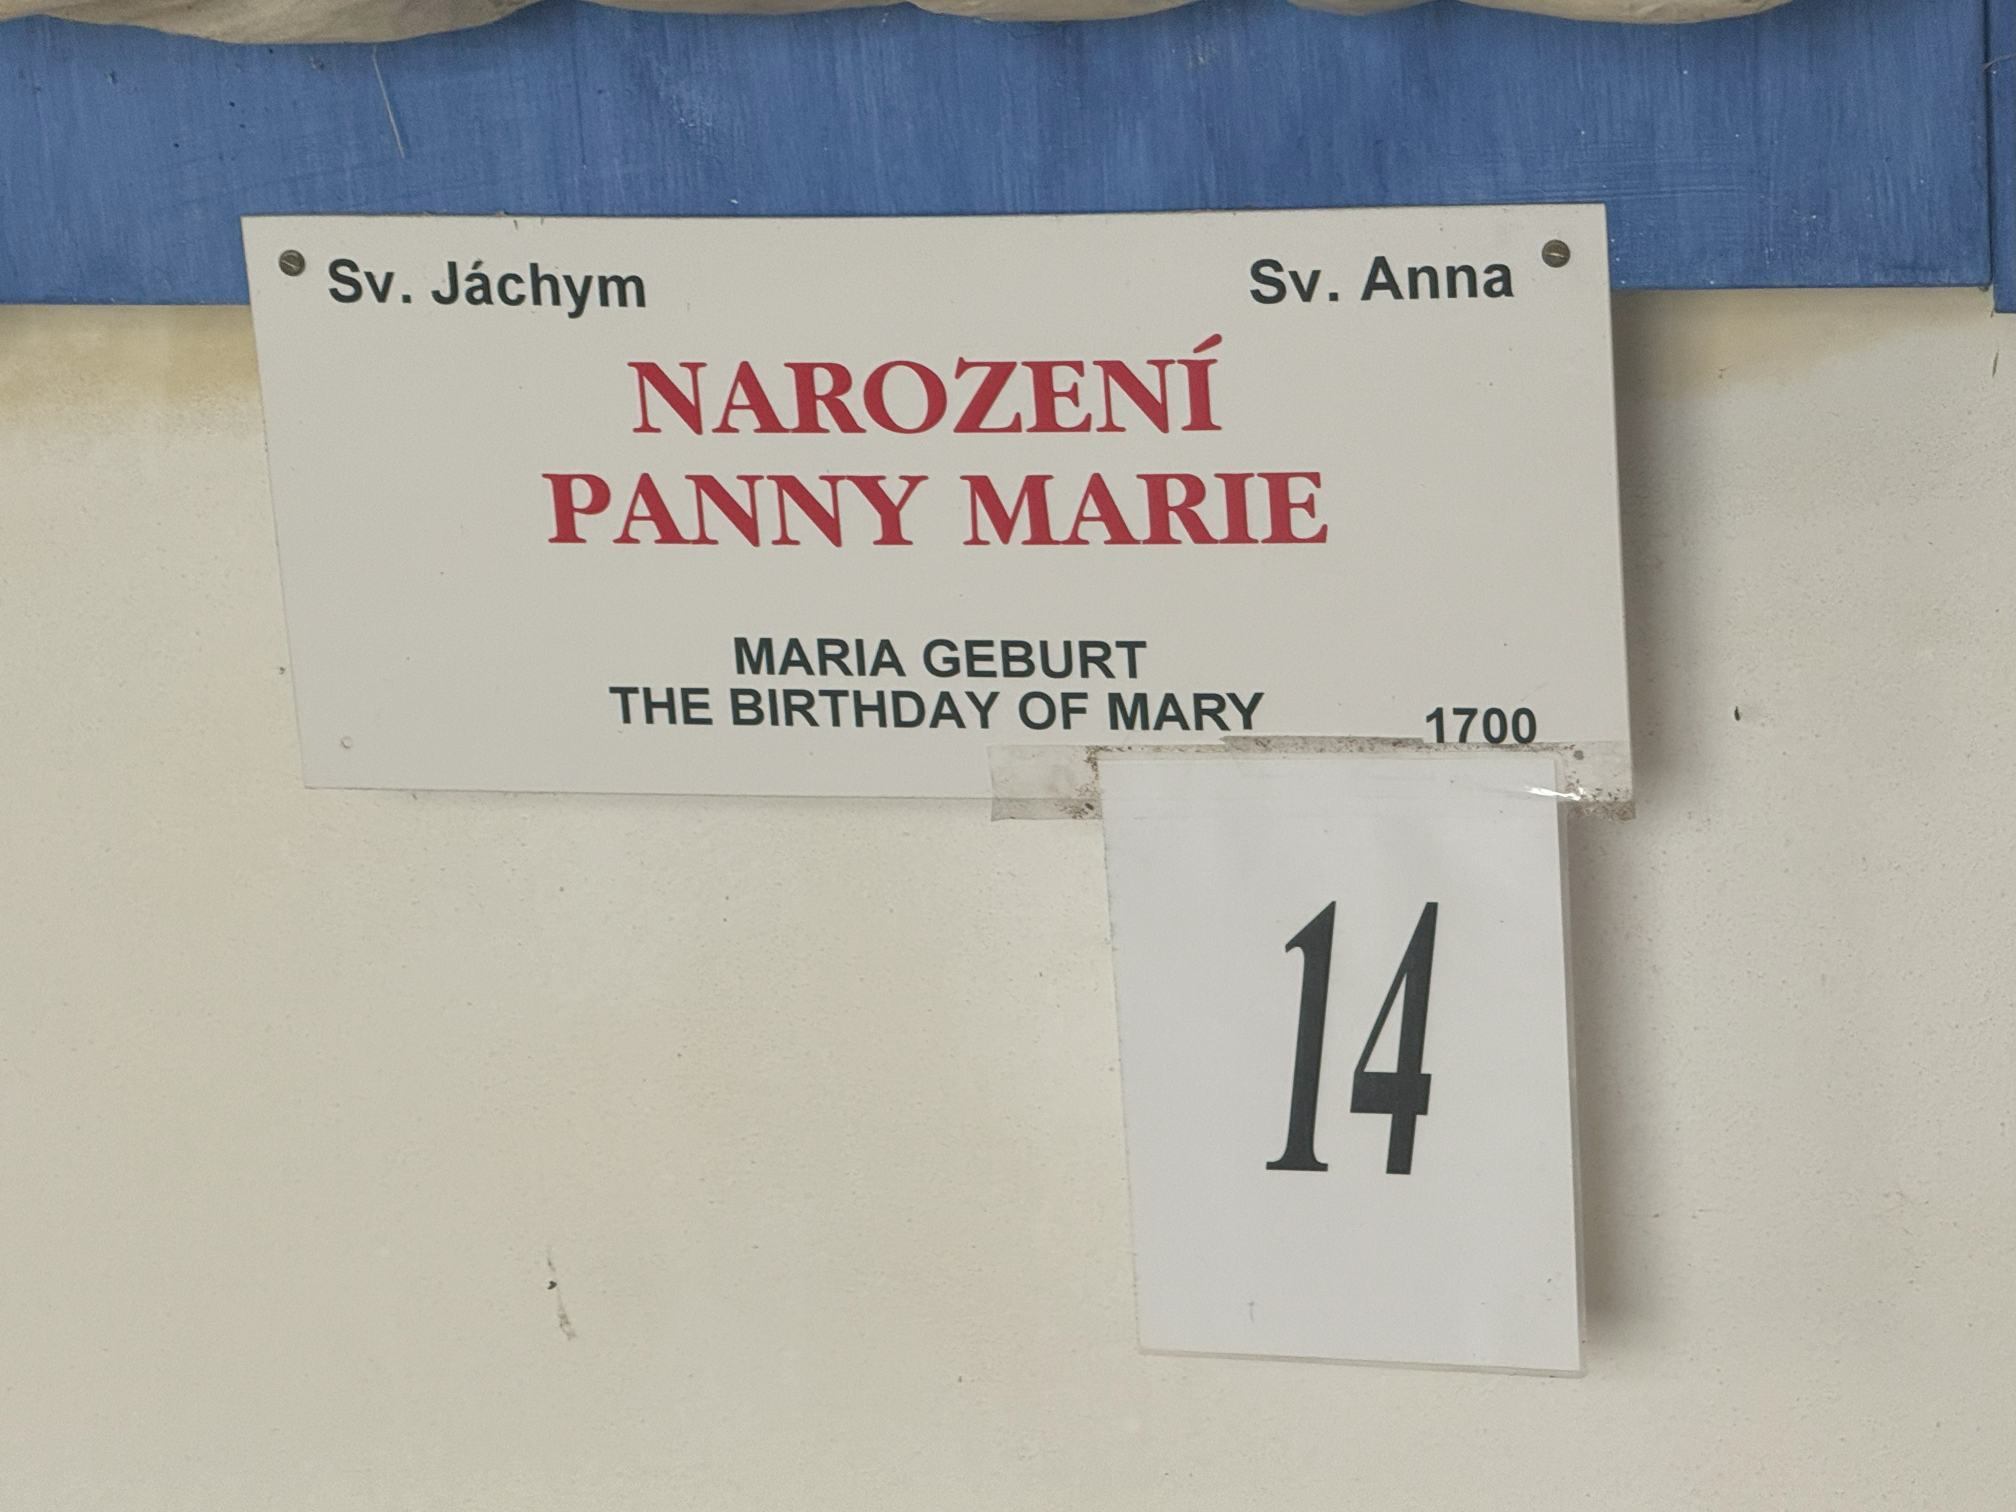 Sv. Jáchym Sv. Anna
NAROZENÍ
PANNY MARIE
MARIA GEBURT
THE BIRTHDAY OF MARY
1700
14